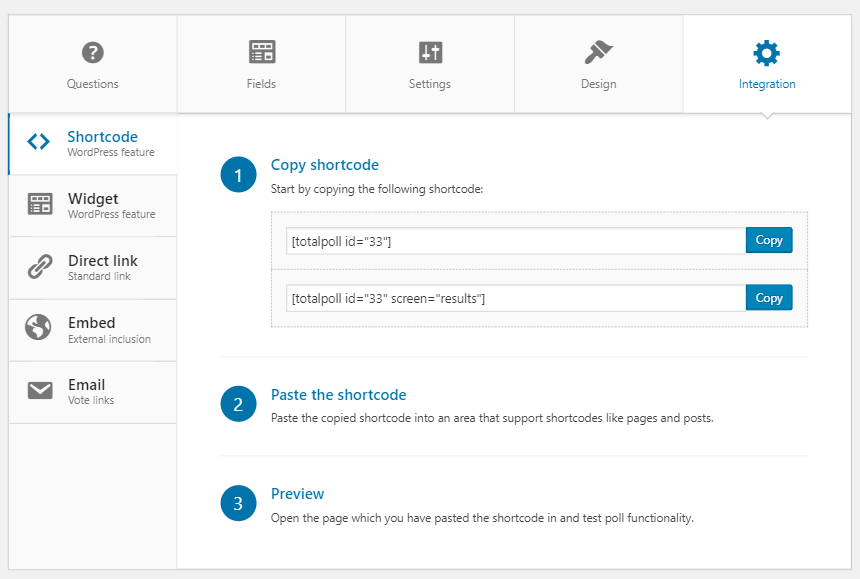 Questions
Fields
Settings
Design
Integration
Shortcode
WordPress feature
Widget
WordPress feature
Direct link
Standard link
Embed
External inclusion
Email
Vote links
1
Copy shortcode
Start by copying the following shortcode:
[totalpoll id="33"]
Copy
[totalpoll id="33" screen="results"]
Copy
2
Paste the shortcode
Paste the copied shortcode into an area that support shortcodes like pages and posts.
3
Preview
Open the page which you have pasted the shortcode in and test poll functionality.